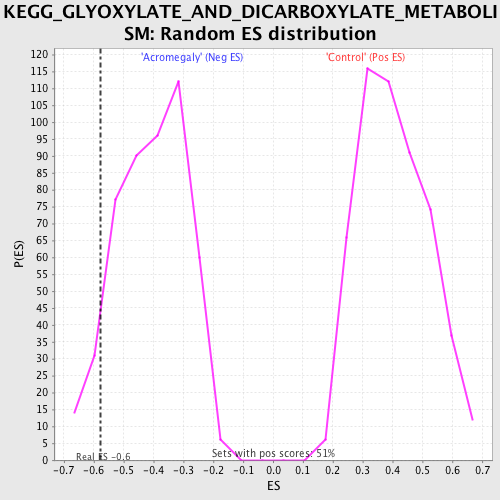 KEGG_GLYOXYLATE_AND_DICARBOXYLATE_METABOLI
SM: Random ES distribution
'Acromegaly' (Neg ES)
'Control' (Pos ES)
120
115
110
105
100
95
90
85
80
75
70
65
60
55
50
45
40
35
30
25
20
15
10
5
0
P(ES)
Real ES -0.6
Sets with pos scores: 51%
-0.7 -0.6 -0.5 -0.4 -0.3 -0.2 -0.1 0.0 0.1 0.2 0.3 0.4 0.5 0.6 0.7
ES